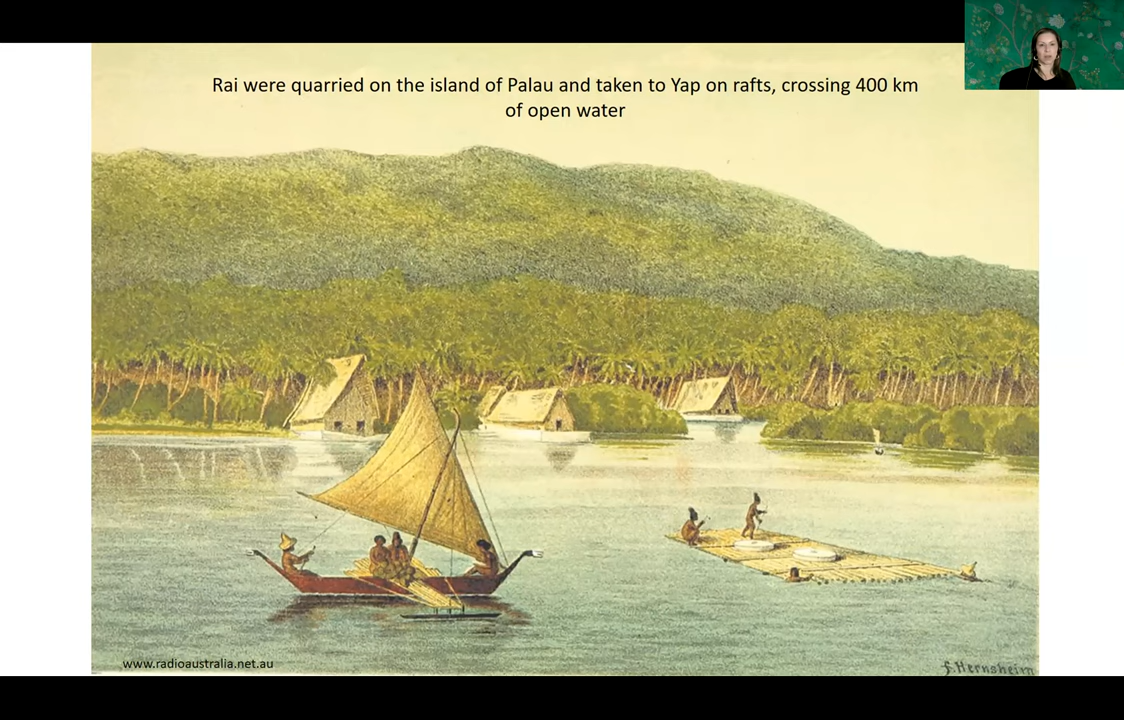 Rai were quarried on the island of Palau and taken to Yap on rafts, crossing 400 km
of open water
www.radioaustralia.net.au
F. Hernsheim